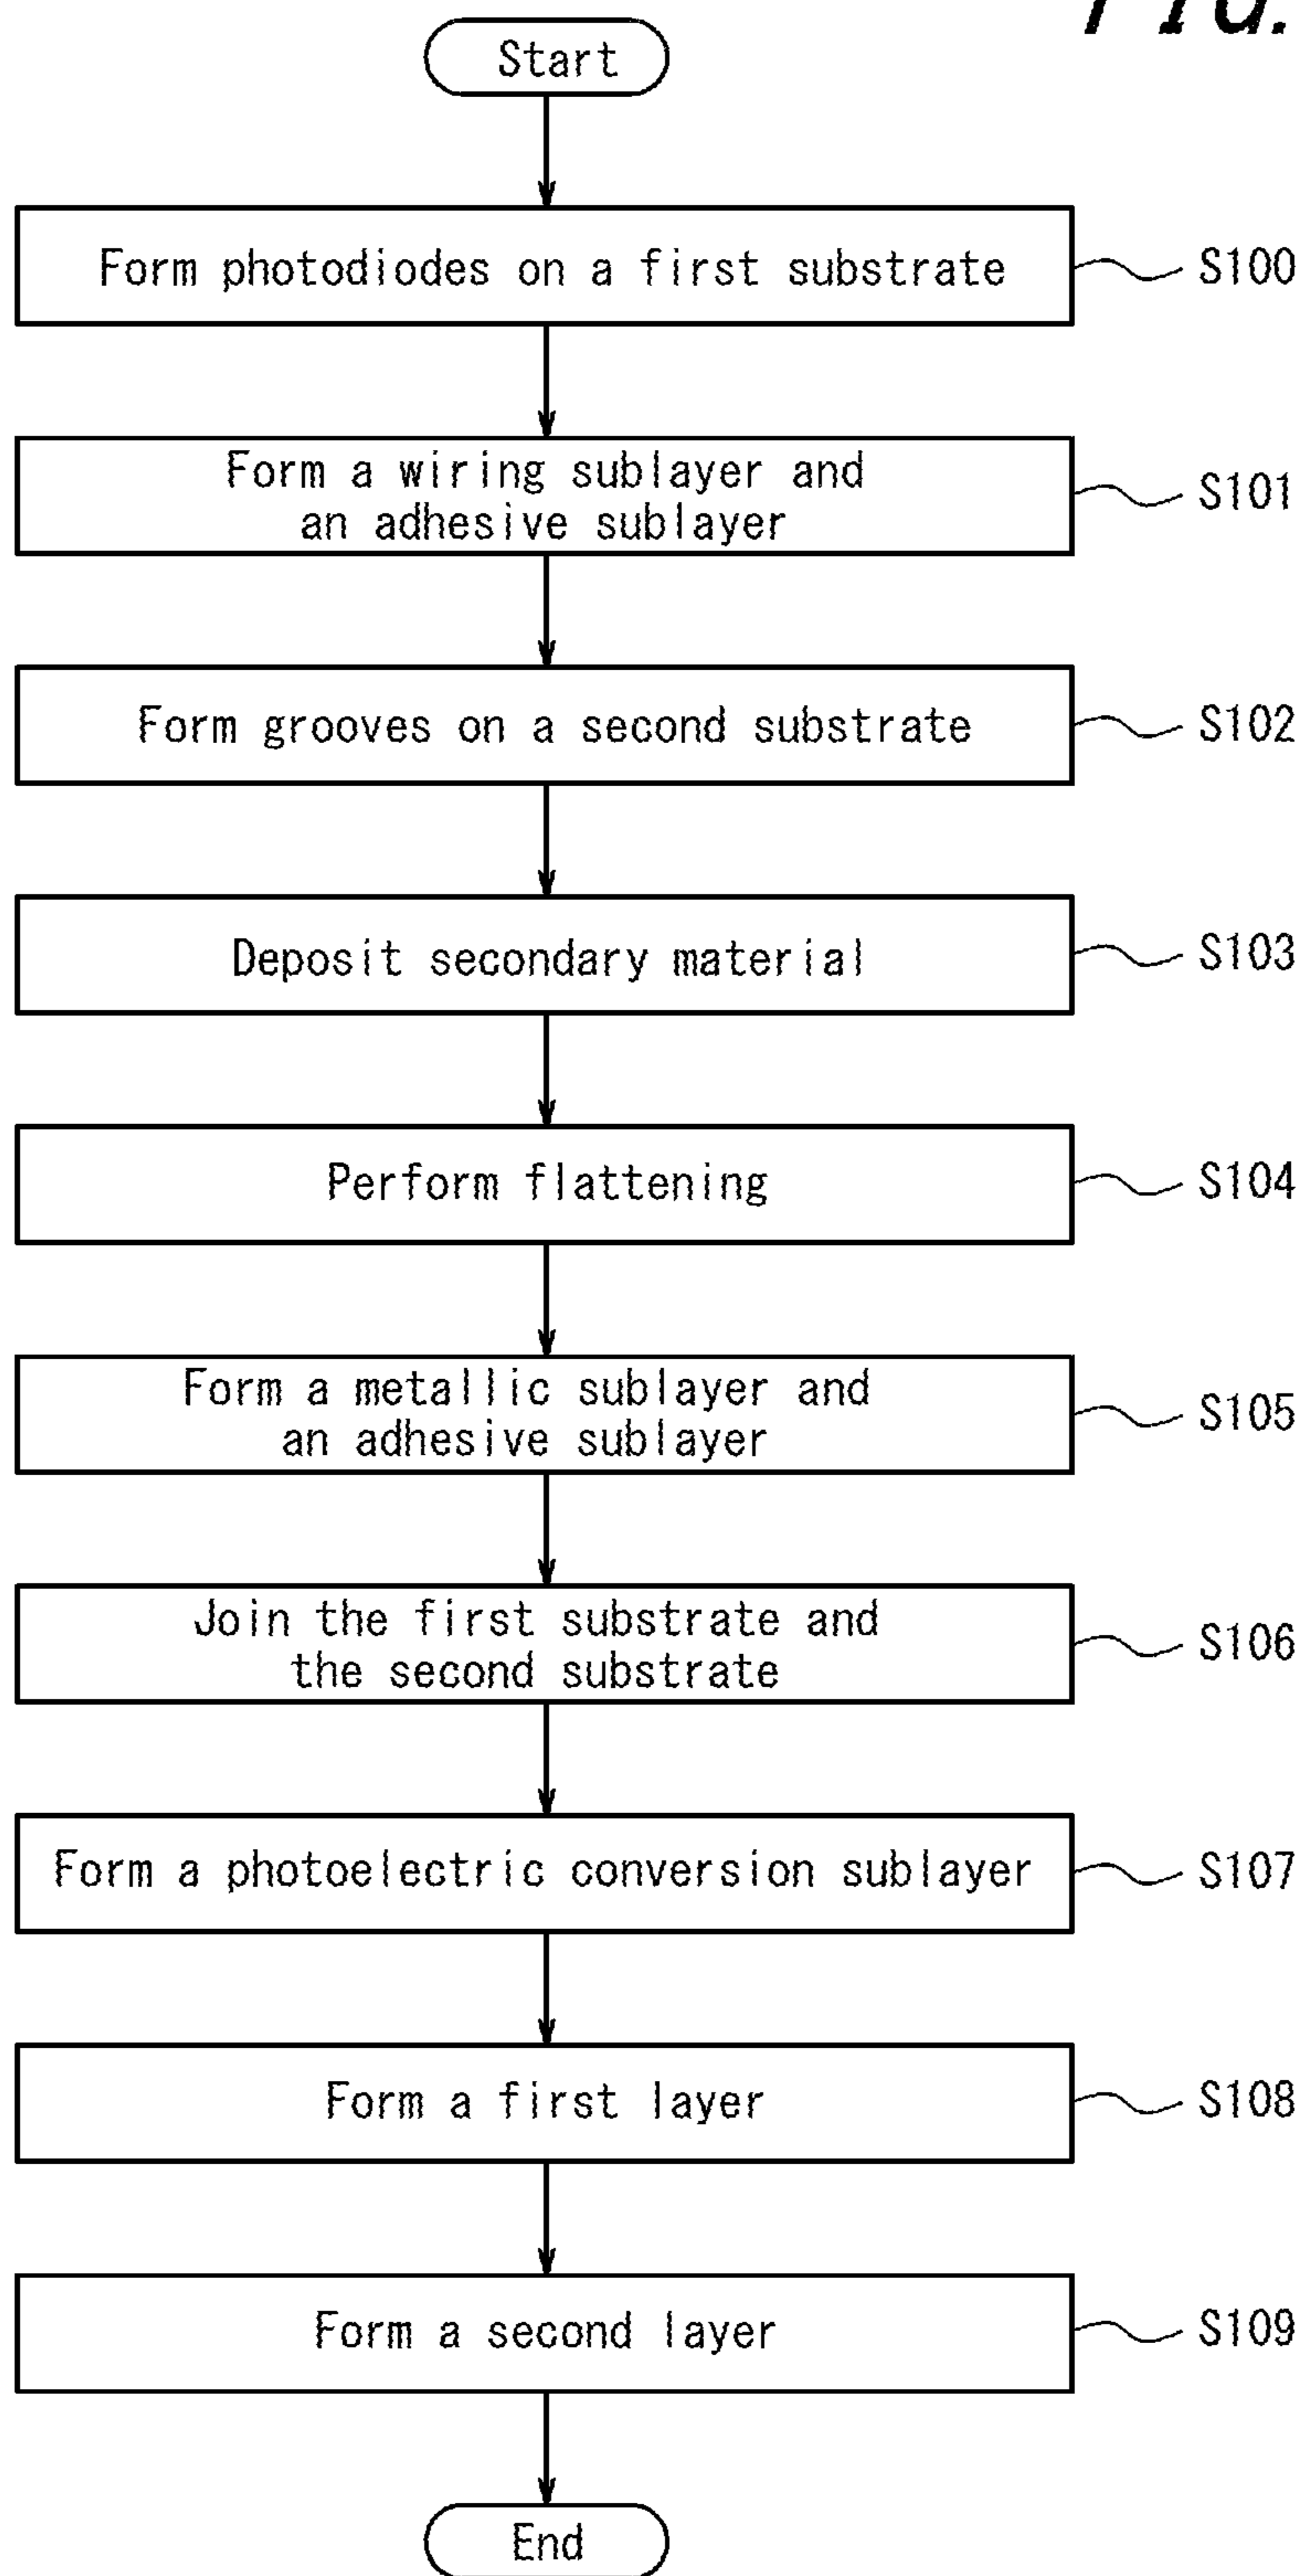 FIG.
Start
Form photodiodes on a first substrate
S100
Form a wiring sublayer and
an adhesive sublayer
S101
Form grooves on a second substrate
S102
Deposit secondary material
S103
Perform flattening
S104
Form a metallic sublayer and
an adhesive sublayer
S105
Join the first substrate and
the second substrate
S106
Form a photoelectric conversion sublayer
S107
Form a first layer
S108
Form a second layer
S109
End